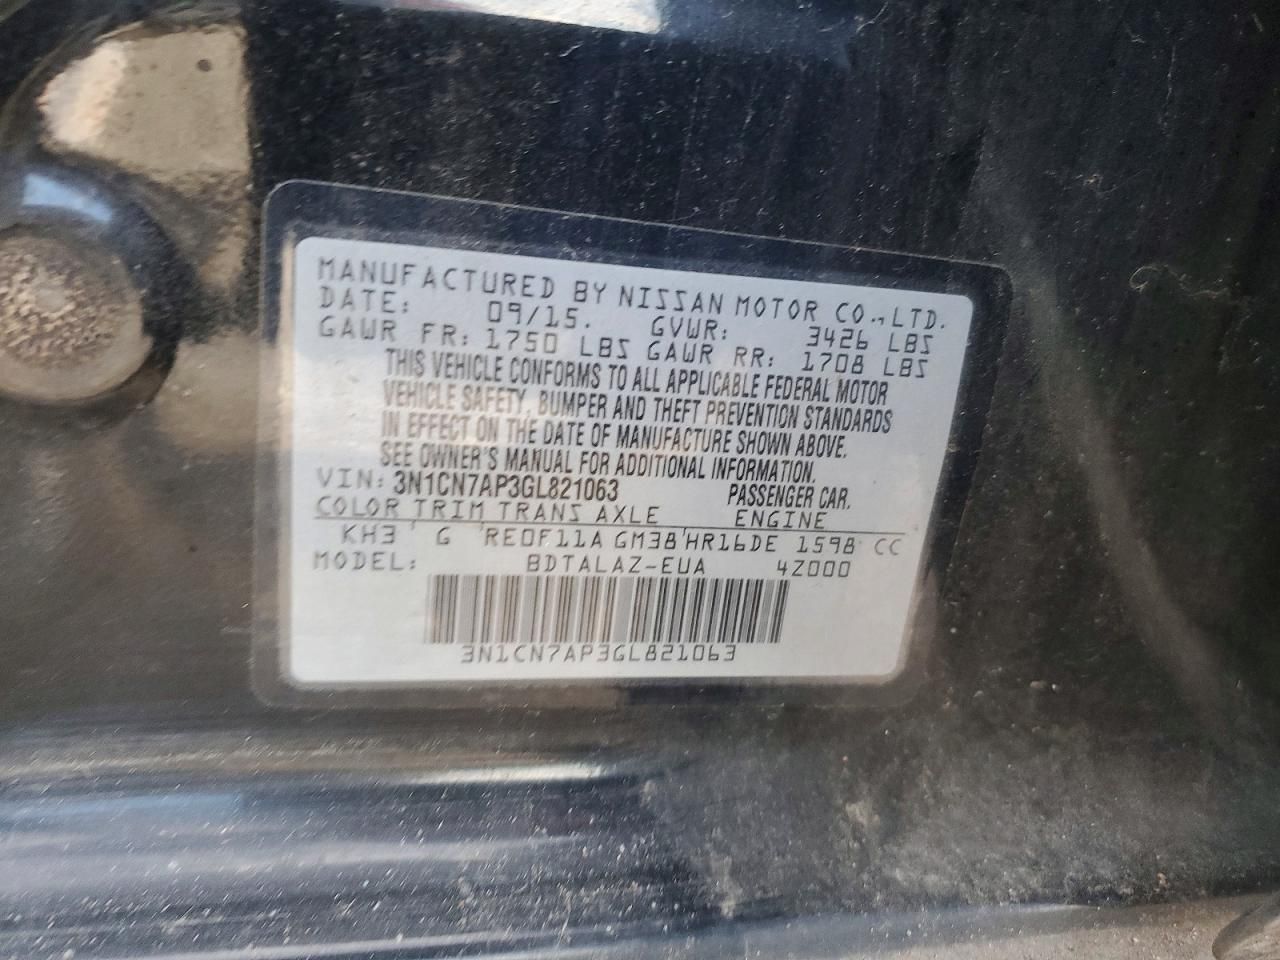 MANUFACTURED BY NISSAN MOTOR CO.,LTD.
DATE: 09/15. GVWR: 3426 LBS
GAWR FR: 1750 LBS GAWR RR: 1708 LBS
THIS VEHICLE CONFORMS TO ALL APPLICABLE FEDERAL MOTOR
VEHICLE SAFETY, BUMPER AND THEFT PREVENTION STANDARDS
IN EFFECT ON THE DATE OF MANUFACTURE SHOWN ABOVE.
SEE OWNER'S MANUAL FOR ADDITIONAL INFORMATION.
VIN: 3N1CN7AP3GL821063 PASSENGER CAR.
COLOR TRIM TRANS AXLE ENGINE
KH3 G RE0F11A GM38 HR16DE 1598 CC
MODEL: BDTALAZ-EUA 4Z000
3N1CN7AP3GL821063